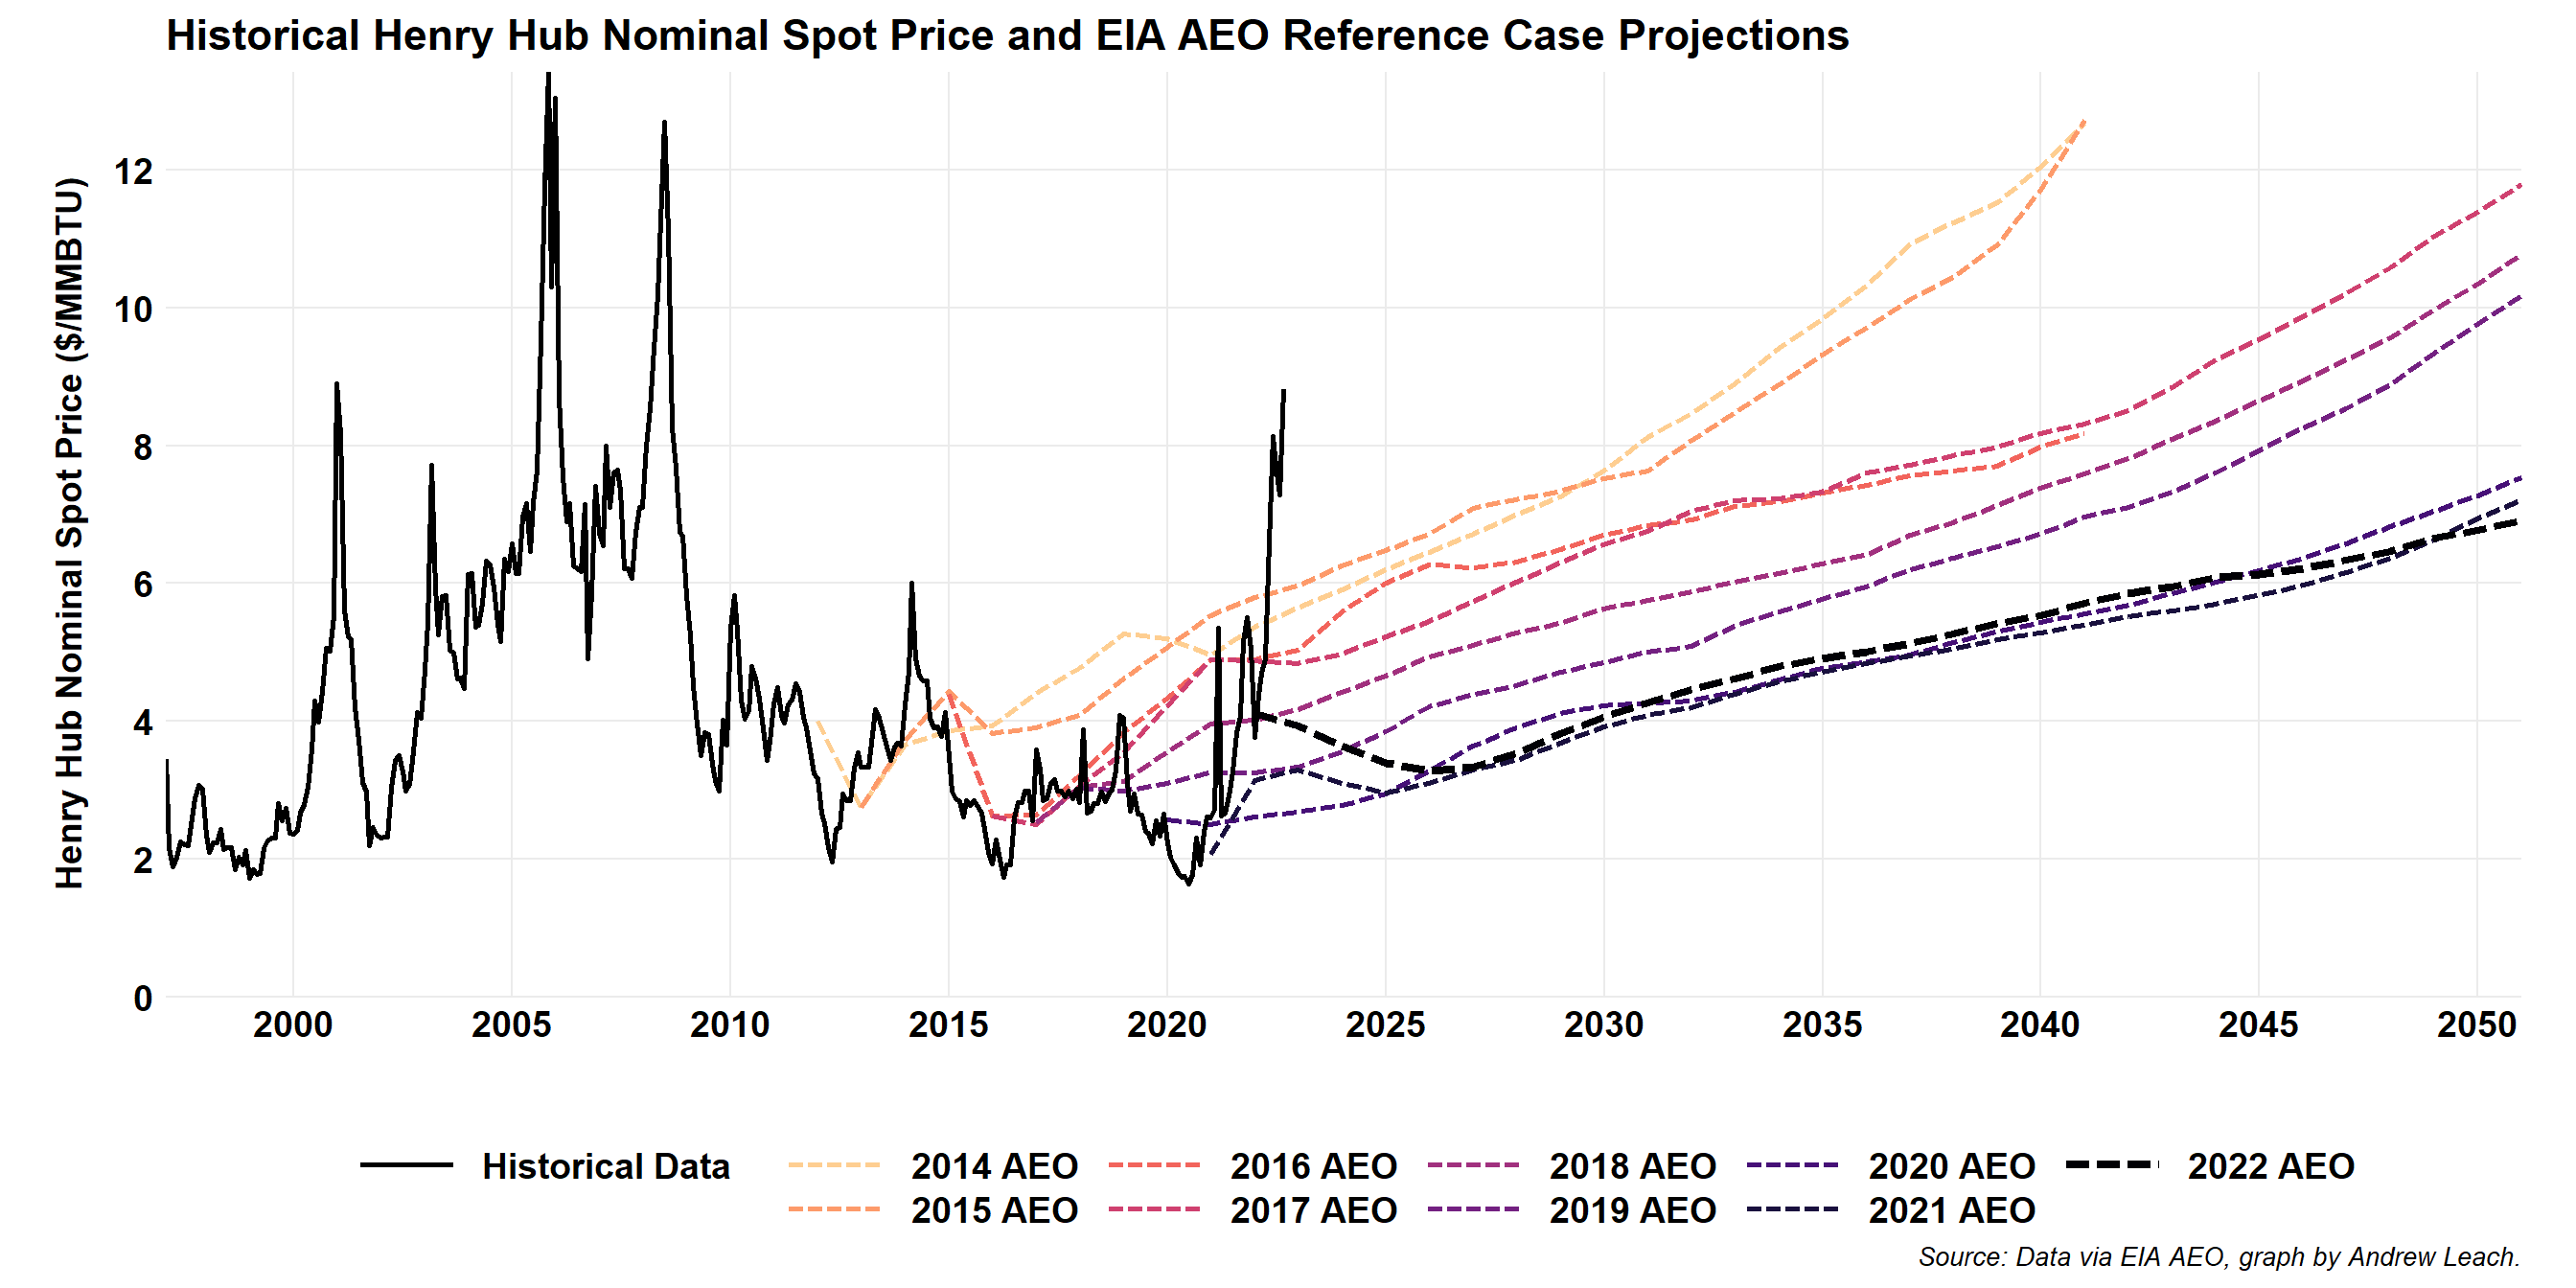 Historical Henry Hub Nominal Spot Price and EIA AEO Reference Case Projections
Henry Hub Nominal Spot Price ($/MMBTU)
12
10
8
6
4
2
0
2000 2005 2010 2015 2020 2025 2030 2035 2040 2045 2050
Historical Data 2014 AEO 2016 AEO 2018 AEO 2020 AEO 2022 AEO
2015 AEO 2017 AEO 2019 AEO 2021 AEO
Source: Data via EIA AEO, graph by Andrew Leach.